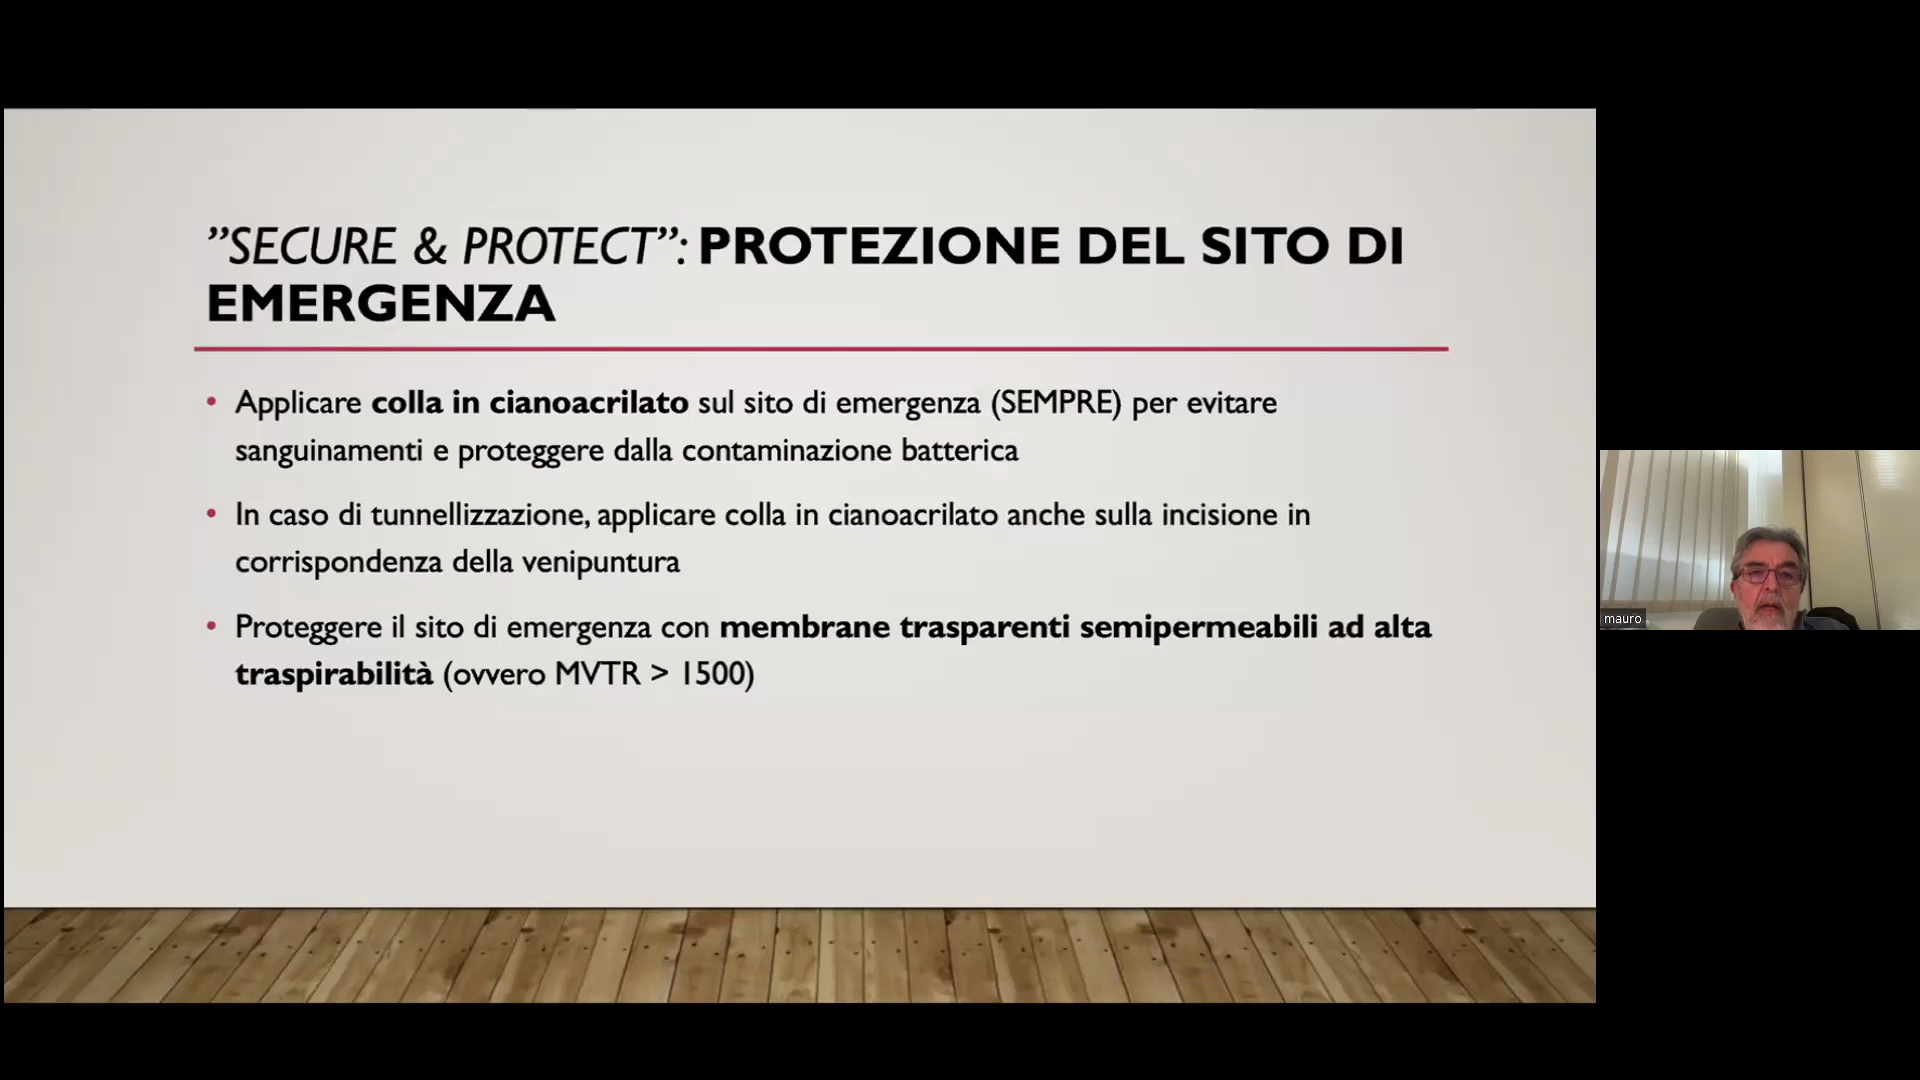 ”SECURE & PROTECT”: PROTEZIONE DEL SITO DI
EMERGENZA
• Applicare colla in cianoacrilato sul sito di emergenza (SEMPRE) per evitare
sanguinamenti e proteggere dalla contaminazione batterica
• In caso di tunnellizzazione, applicare colla in cianoacrilato anche sulla incisione in
corrispondenza della venipuntura
• Proteggere il sito di emergenza con membrane trasparenti semipermeabili ad alta
traspirabilità (ovvero MVTR > 1500)
mauro